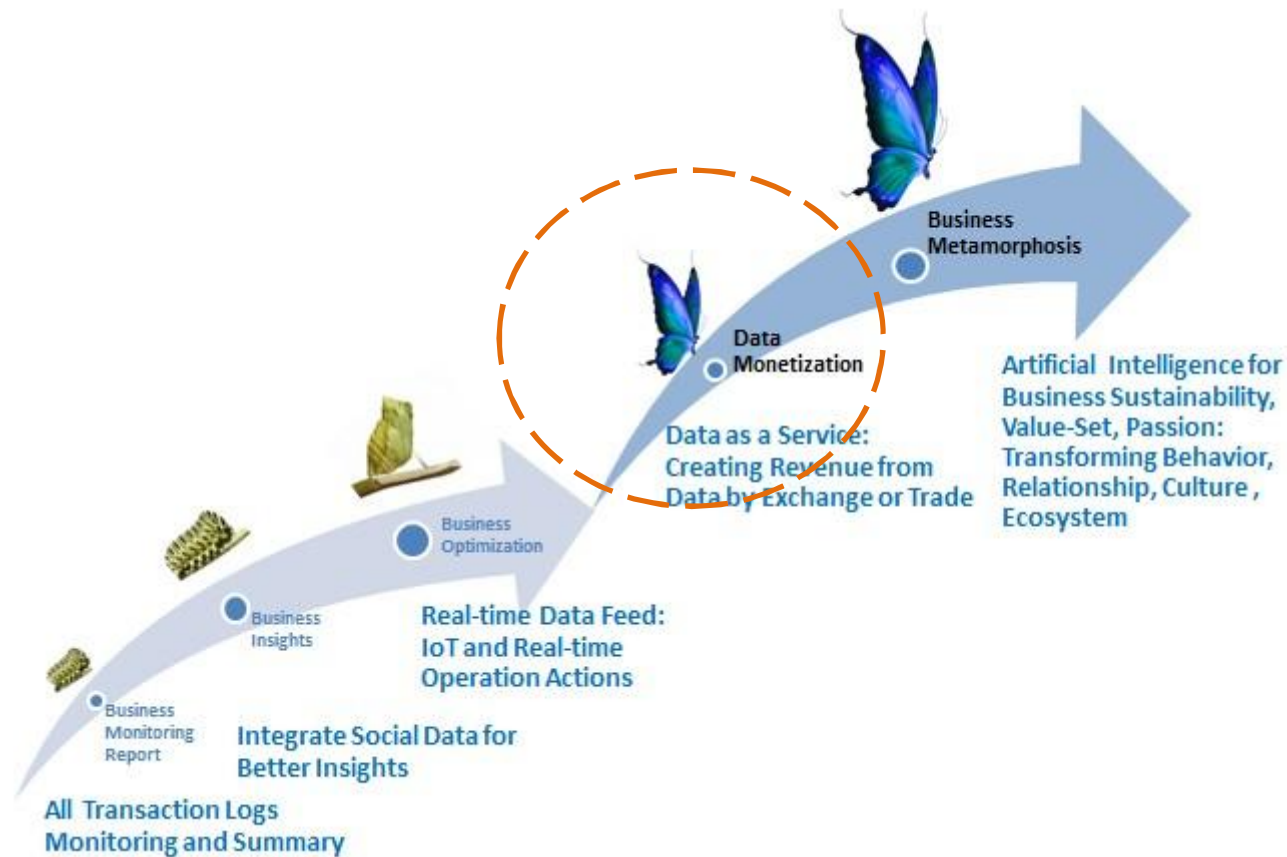 Business
Metamorphosis
Data
Monetization
Artificial Intelligence for
Business Sustainability,
Value-Set, Passion:
Transforming Behavior,
Relationship, Culture ,
Ecosystem
Data as a Service:
Creating Revenue from
Data by Exchange or Trade
Business
Optimization
Real-time Data Feed:
IoT and Real-time
Operation Actions
Business
Insights
Integrate Social Data for
Better Insights
Business
Monitoring
Report
All Transaction Logs
Monitoring and Summary